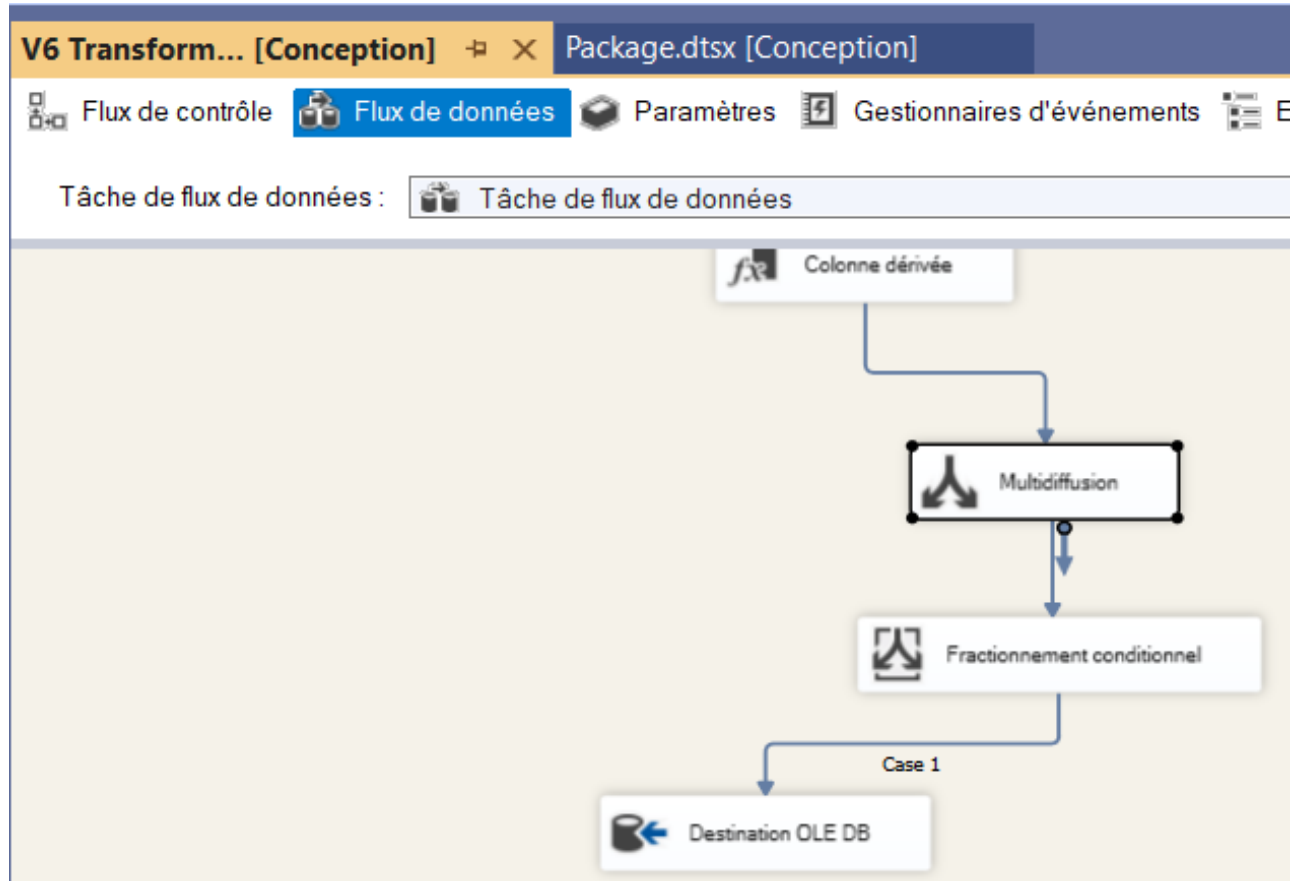 V6 Transform... [Conception] Package.dtsx [Conception]
Flux de contrôle Flux de données Paramètres Gestionnaires d'événements E
Tâche de flux de données : Tâche de flux de données
Colonne dérivée
Multidiffusion
Fractionnement conditionnel
Case 1
Destination OLE DB